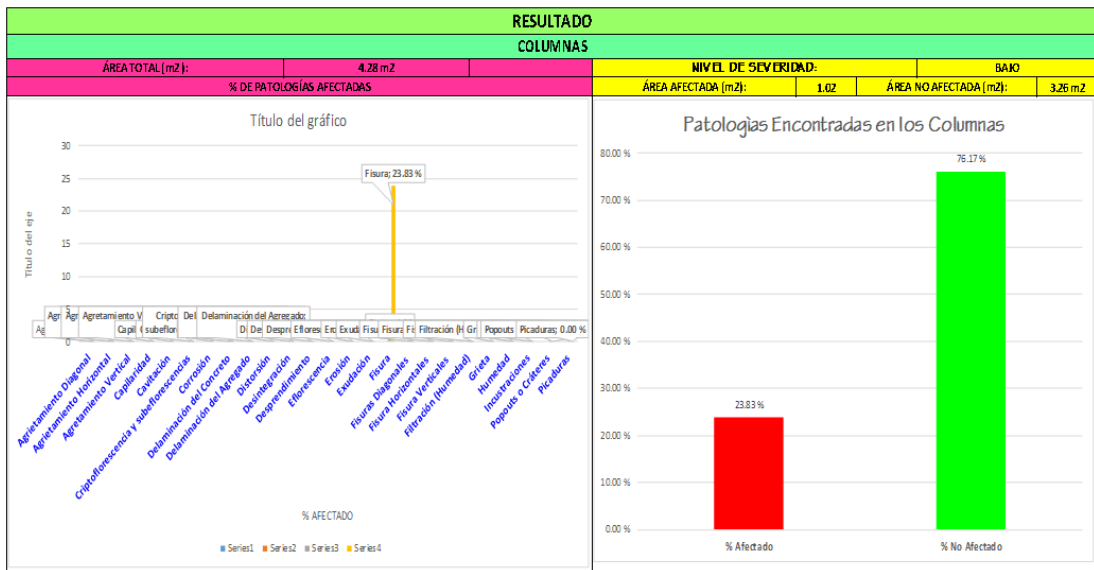 RESULTADO
COLUMNAS
ÁREA TOTAL (m2): 4.28 m2
NIVEL DE SEVERIDAD: BAJO
% DE PATOLOGÍAS AFECTADAS
ÁREA AFECTADA (m2): 1.02 ÁREA NO AFECTADA (m2): 3.26 m2
Título del gráfico
Título del eje
30
25
20
15
10
5
0
Fisura; 23.83 %
Delaminación del Agregado:
Picaduras; 0.00 %
Agrietamiento Diagonal
Agrietamiento Horizontal
Agretamiento Vertical
Capilaridad
Cavitación
Criptoflorescencia y subeflorescencias
Corrosión
Delaminación del Concreto
Delaminación del Agregado
Distorsión
Desintegración
Desprendimiento
Eflorescencia
Erosión
Exudación
Fisura
Fisuras Diagonales
Fisura Horizontales
Fisura Verticales
Filtración (Humedad)
Grieta
Humedad
Incustraciones
Popouts o Cráteres
Picaduras
% AFECTADO
Series1 Series2 Series3 Series4
Patologìas Encontradas en los Columnas
80.00 %
70.00 %
60.00 %
50.00 %
40.00 %
30.00 %
20.00 %
10.00 %
0.00 %
23.83 %
76.17 %
% Afectado
% No Afectado